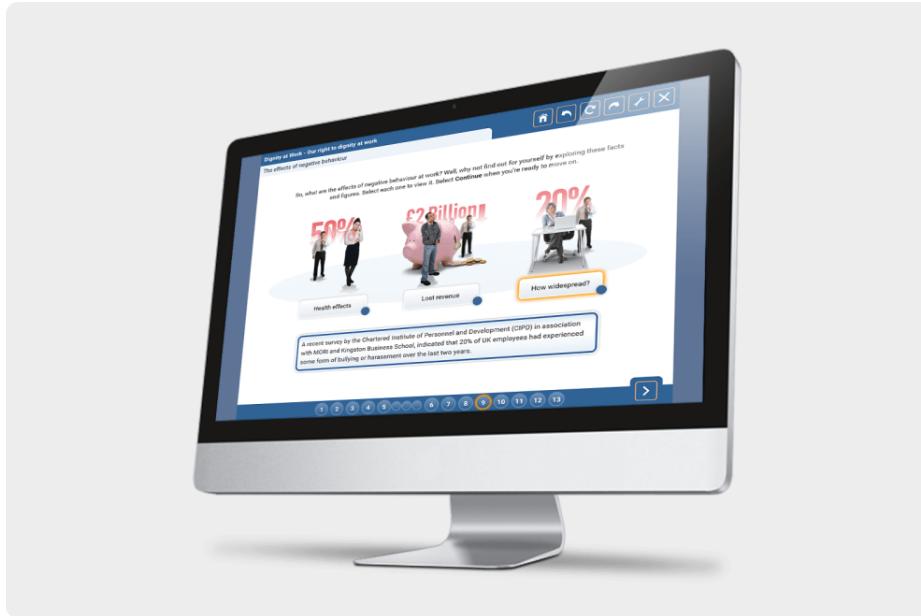 Dignity at Work - Our right to dignity at work
The effects of negative behaviour
So, what are the effects of negative behaviour at work? Well, why not find out for yourself by exploring these facts
and figures. Select each one to view it. Select Continue when you're ready to move on.
50% £2 Billion 20%
Health effects Lost revenue How widespread?
A recent survey by the Chartered Institute of Personnel and Development (CIPD) in association
with MORI and Kingston Business School, indicated that 20% of UK employees had experienced
some form of bullying or harassment over the last two years.
1 2 3 4 5 6 7 8 9 10 11 12 13